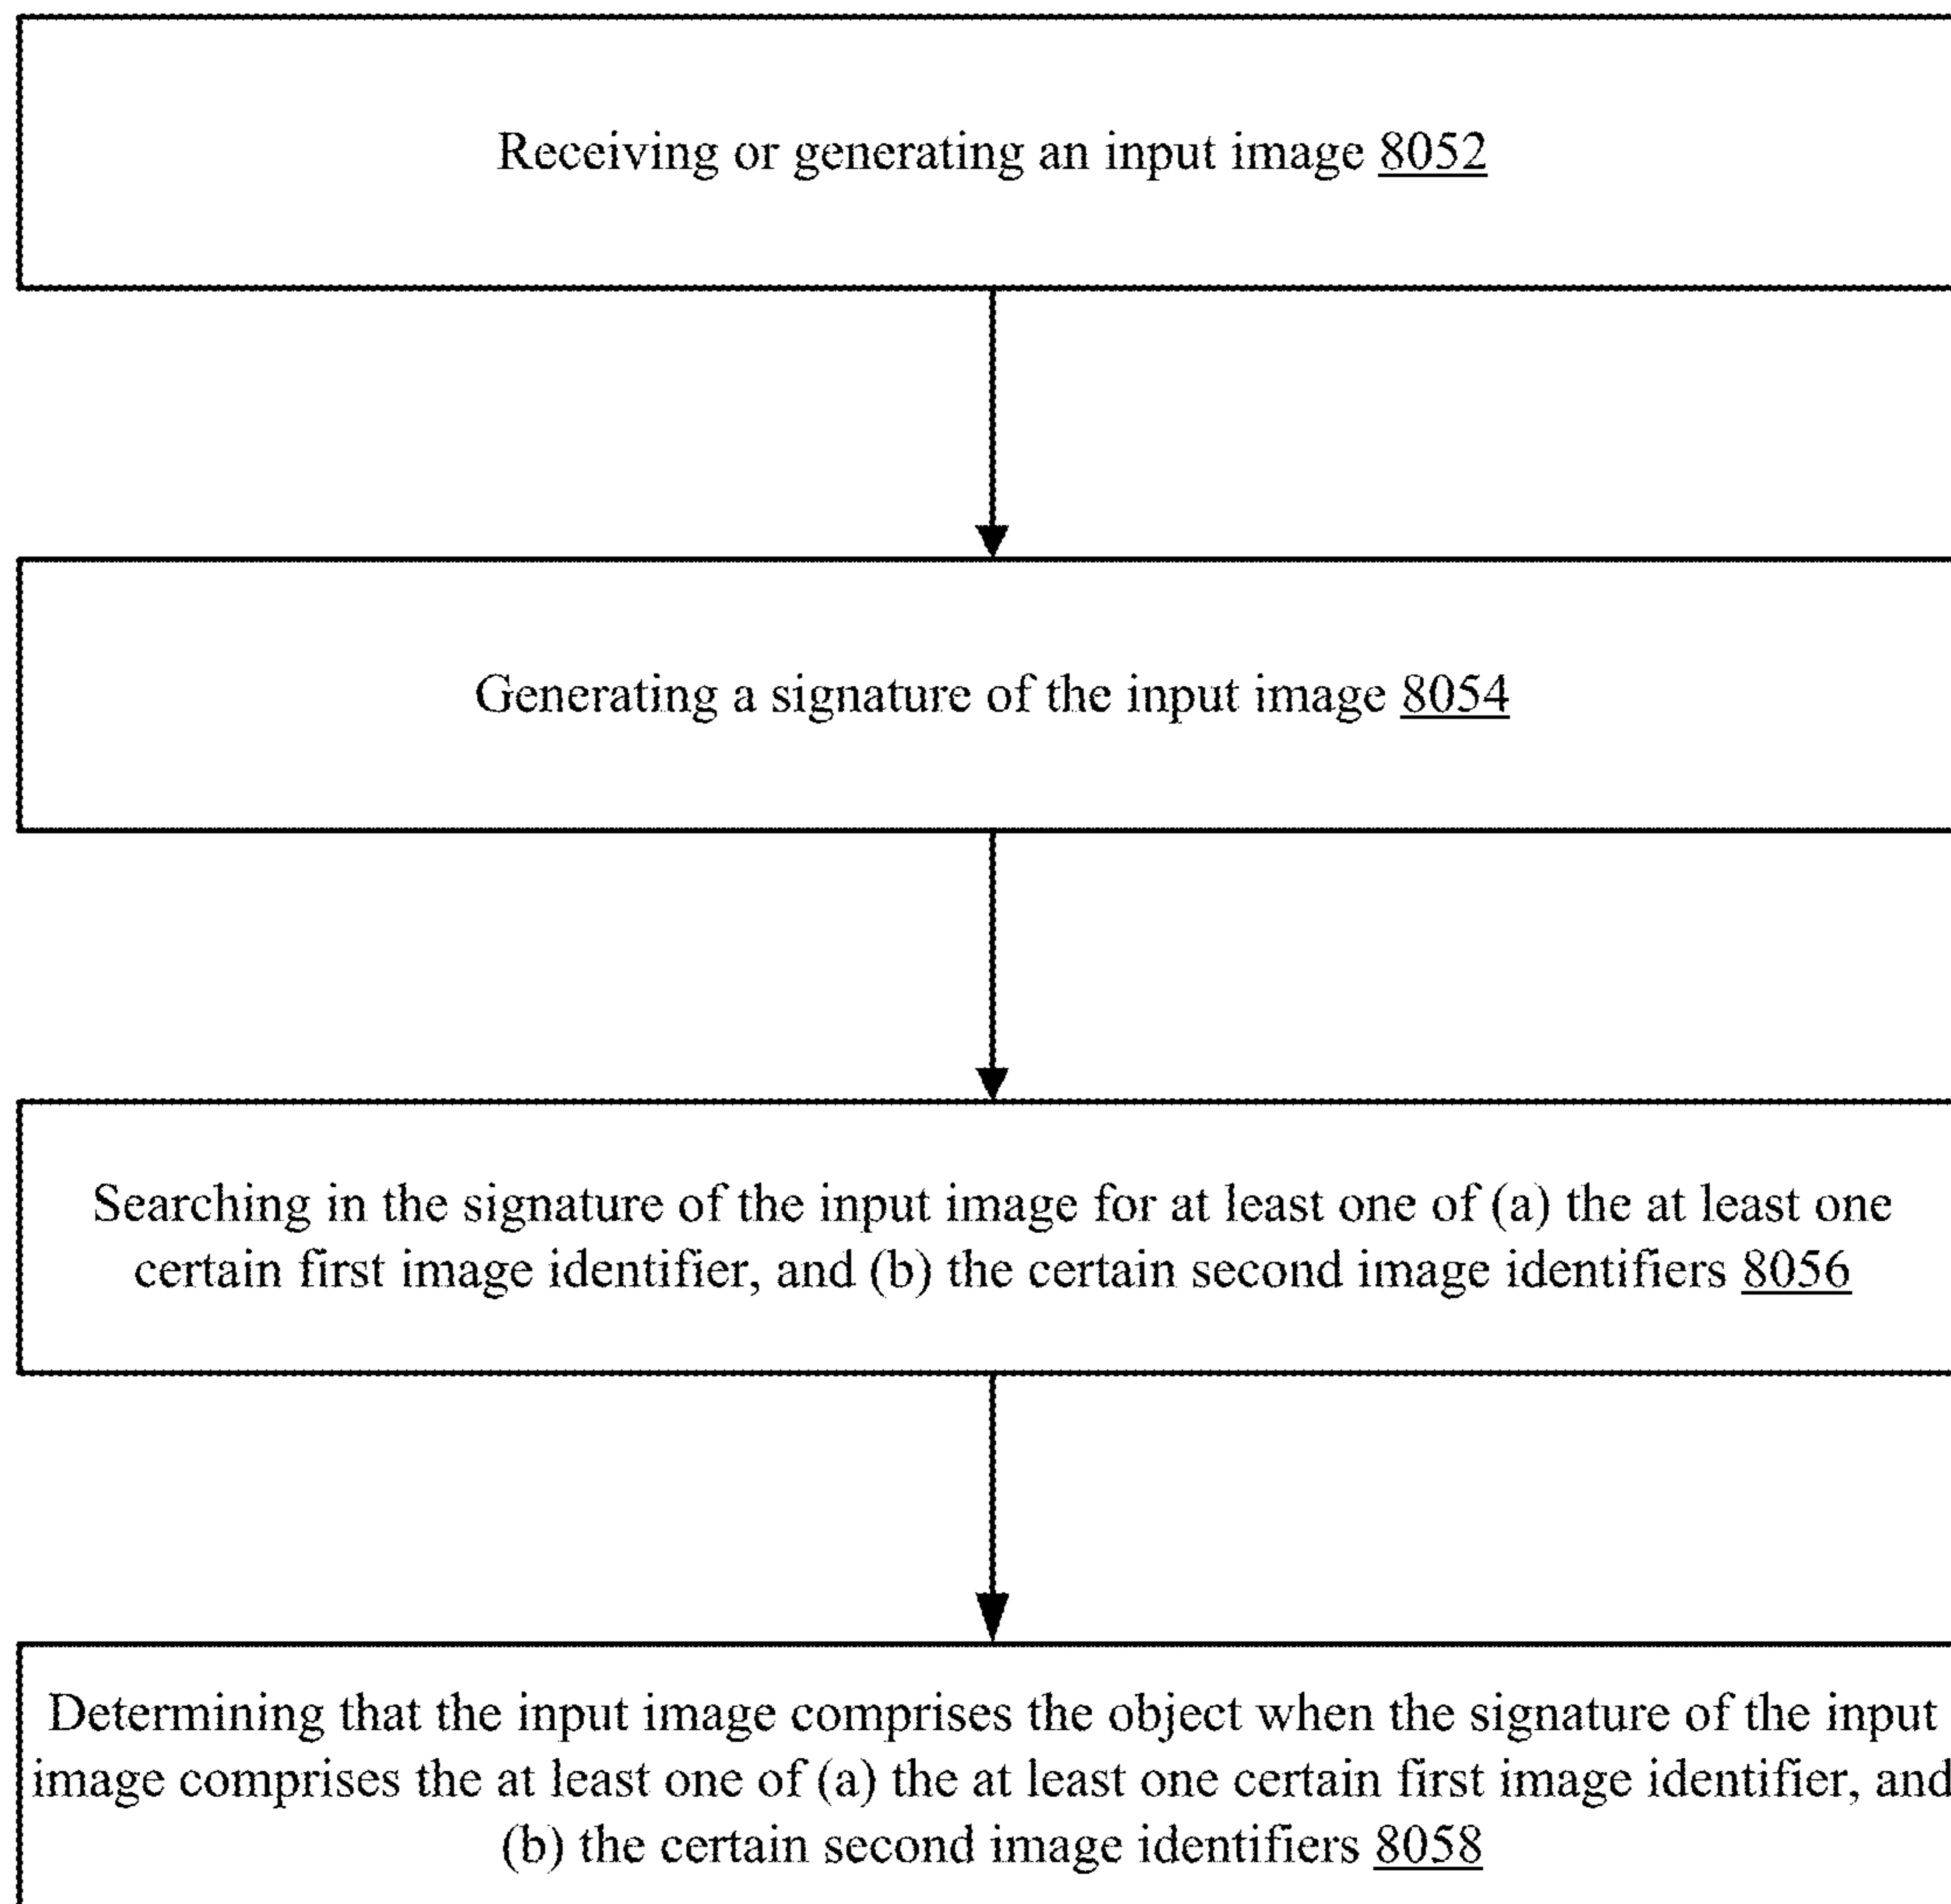 Receiving or generating an input image 8052
Generating a signature of the input image 8054
Searching in the signature of the input image for at least one of (a) the at least one
certain first image identifier, and (b) the certain second image identifiers 8056
Determining that the input image comprises the object when the signature of the input
image comprises the at least one of (a) the at least one certain first image identifier, and
(b) the certain second image identifiers 8058